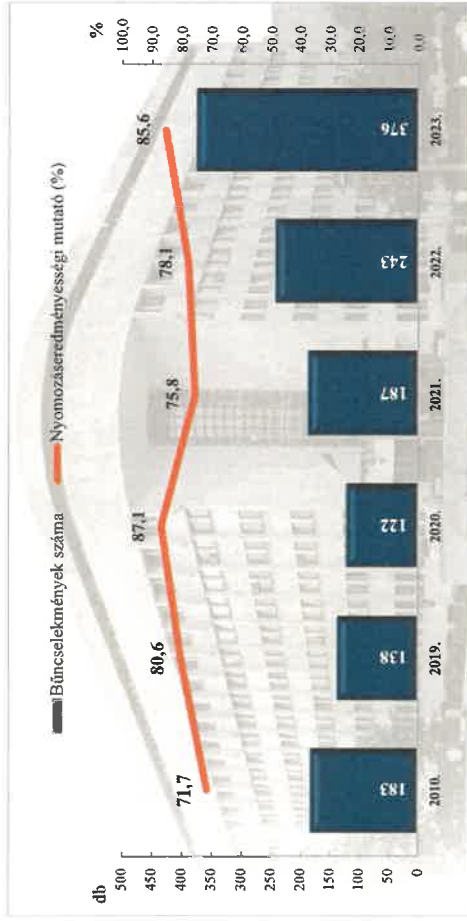 Bűncselekmények száma Nyomozáseredményességi mutató (%)
db %
500 100,0
450 90,0
400 80,0
350 70,0
300 60,0
250 50,0
200 40,0
150 30,0
100 20,0
50 10,0
0 0,0
71,7 80,6 87,1 75,8 78,1 85,6
183 138 122 187 243 376
2010. 2019. 2020. 2021. 2022. 2023.